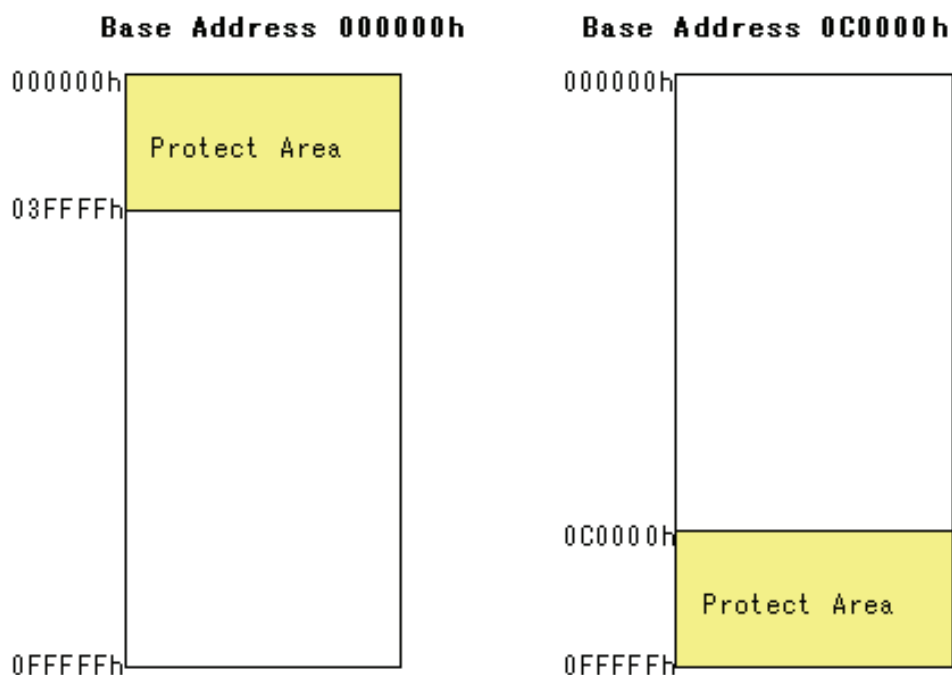 Base Address 000000h
000000h
Protect Area
03FFFFh
0FFFFFh
Base Address 0C0000h
000000h
0C0000h
Protect Area
0FFFFFh